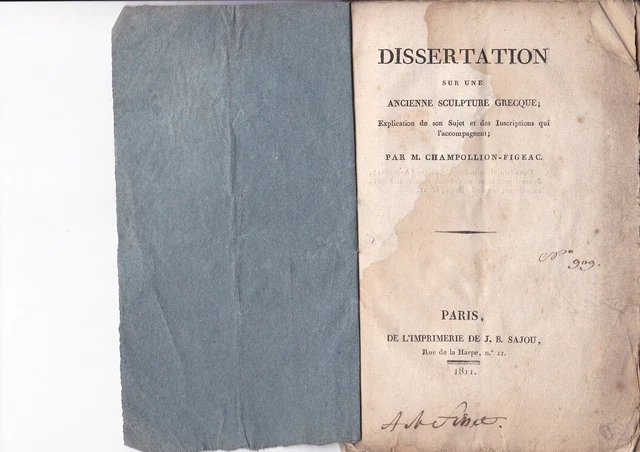 DISSERTATION
SUR UNE
ANCIENNE SCULPTURE GRECQUE;
Explication de son Sujet et des Inscriptions qui
l'accompagnent;
PAR M. CHAMPOLLION-FIGEAC.
N.° 909.
PARIS,
DE L'IMPRIMERIE DE J. B. SAJOU,
Rue de la Harpe, n.° 11.
1811.